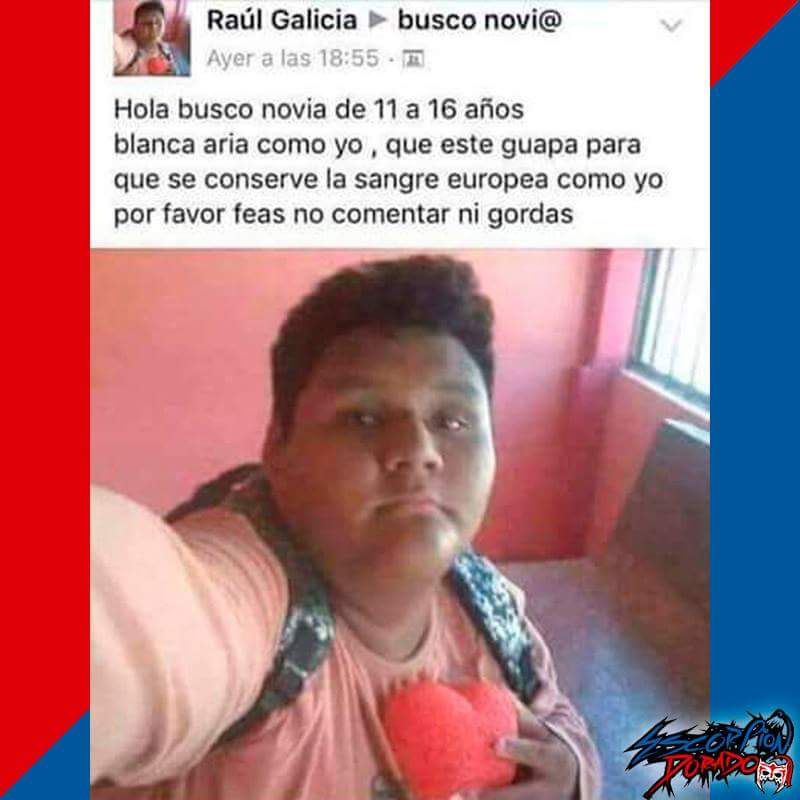 Raúl Galicia ▶ busco novi@
Ayer a las 18:55 ·
Hola busco novia de 11 a 16 años
blanca aria como yo , que este guapa para
que se conserve la sangre europea como yo
por favor feas no comentar ni gordas
ESCORPIÓN
DORADO